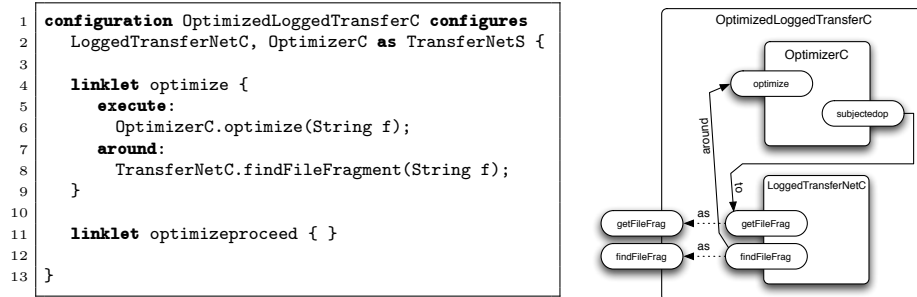 1 configuration OptimizedLoggedTransferC configures
2 LoggedTransferNetC, OptimizerC as TransferNetS {
3
4 linklet optimize {
5 execute:
6 OptimizerC.optimize(String f);
7 around:
8 TransferNetC.findFileFragment(String f);
9 }
10
11 linklet optimizeproceed { }
12
13 }
OptimizedLoggedTransferC
OptimizerC
optimize
subjectedop
around
to
LoggedTransferNetC
getFileFrag
as
getFileFrag
findFileFrag
as
findFileFrag